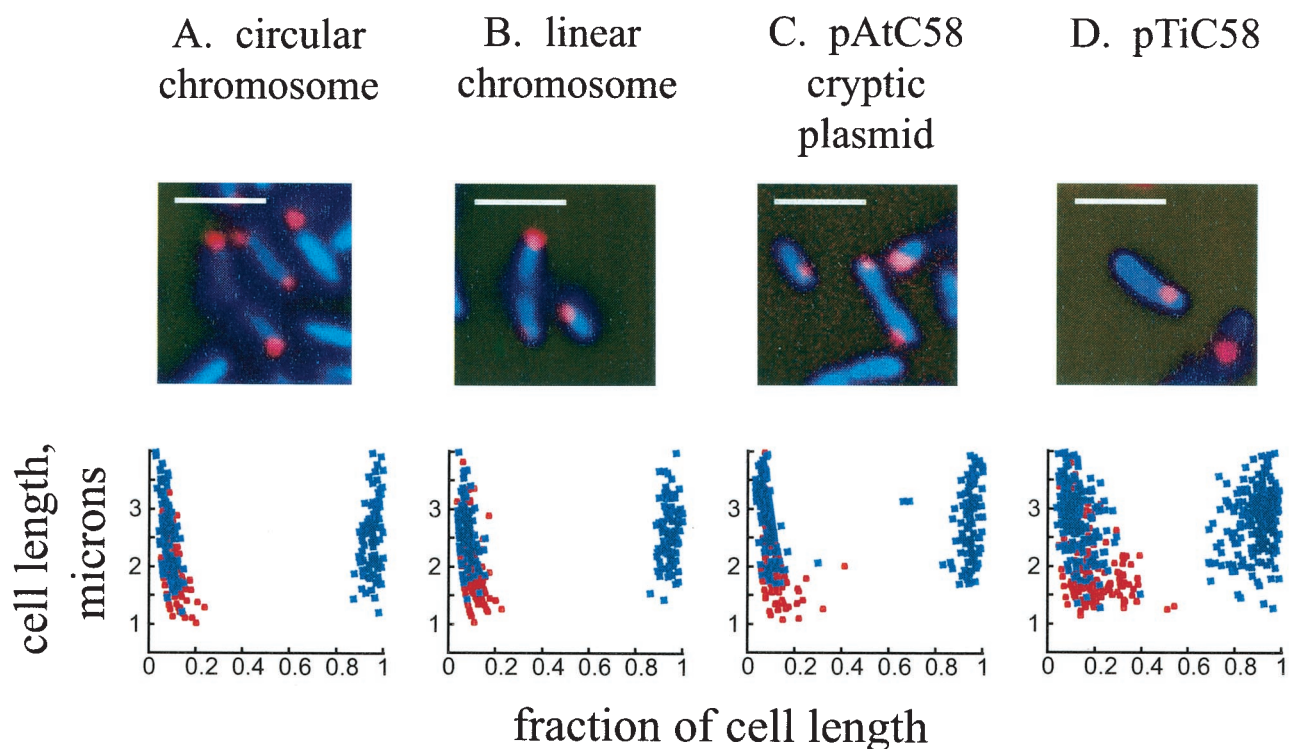 A. circular
chromosome
B. linear
chromosome
C. pAtC58
cryptic
plasmid
D. pTiC58
cell length,
microns
3
2
1
0 0.2 0.4 0.6 0.8 1
3
2
1
0 0.2 0.4 0.6 0.8 1
3
2
1
0 0.2 0.4 0.6 0.8 1
3
2
1
0 0.2 0.4 0.6 0.8 1
fraction of cell length